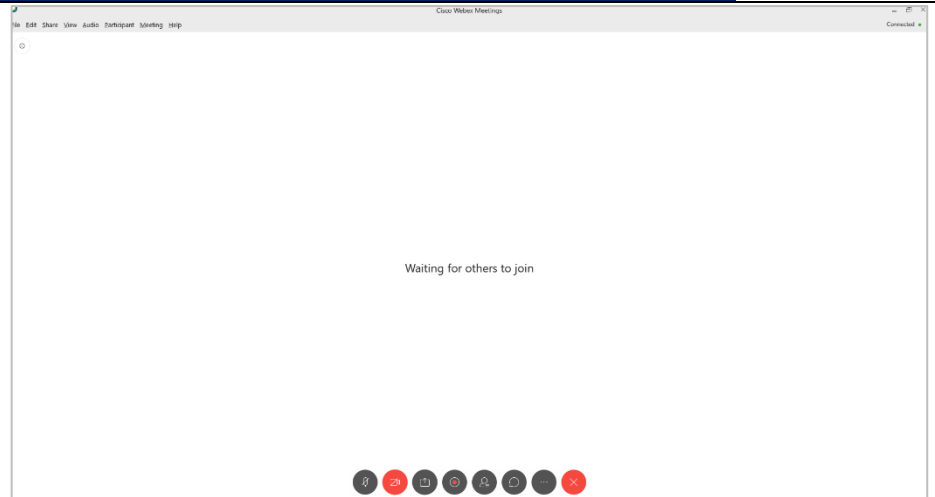 Cisco Webex Meetings
File Edit Share View Audio Participant Meeting Help
Connected
Waiting for others to join